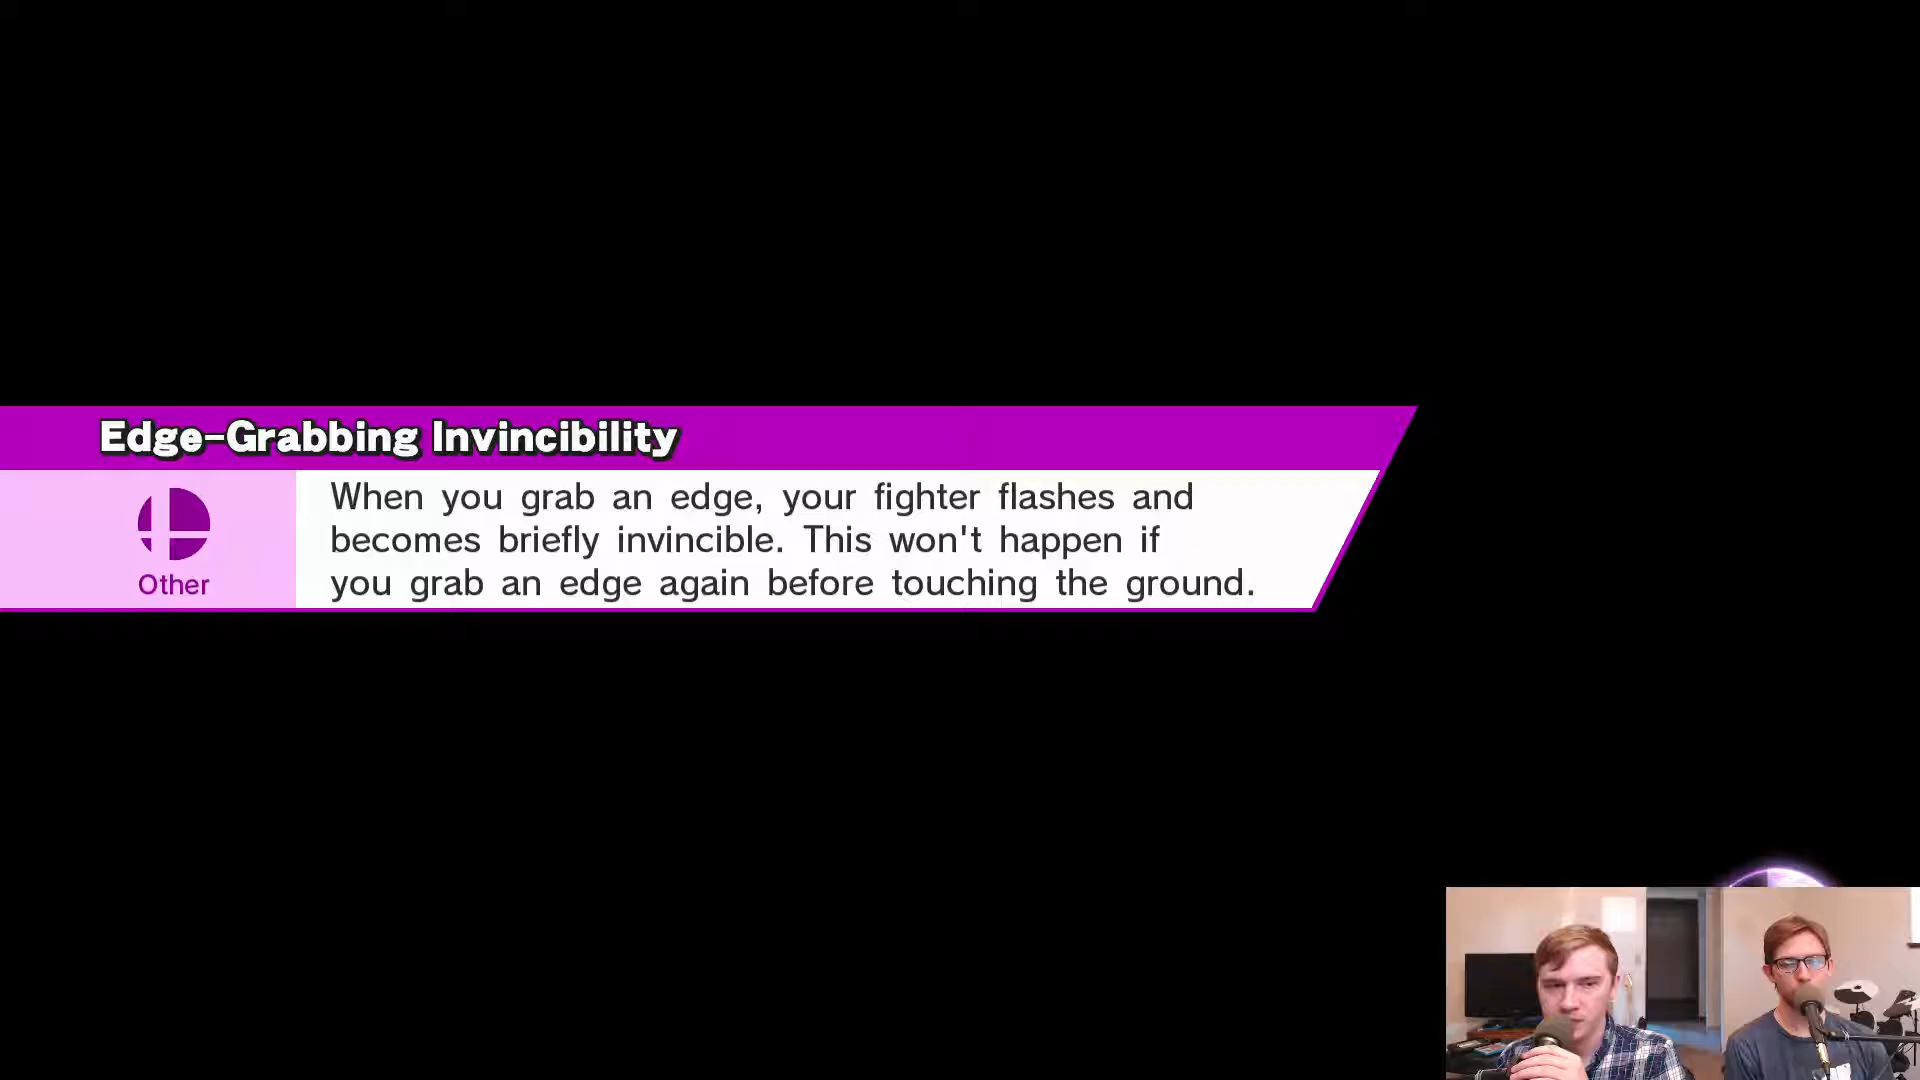 Edge-Grabbing Invincibility
When you grab an edge, your fighter flashes and
becomes briefly invincible. This won't happen if
you grab an edge again before touching the ground.
Other